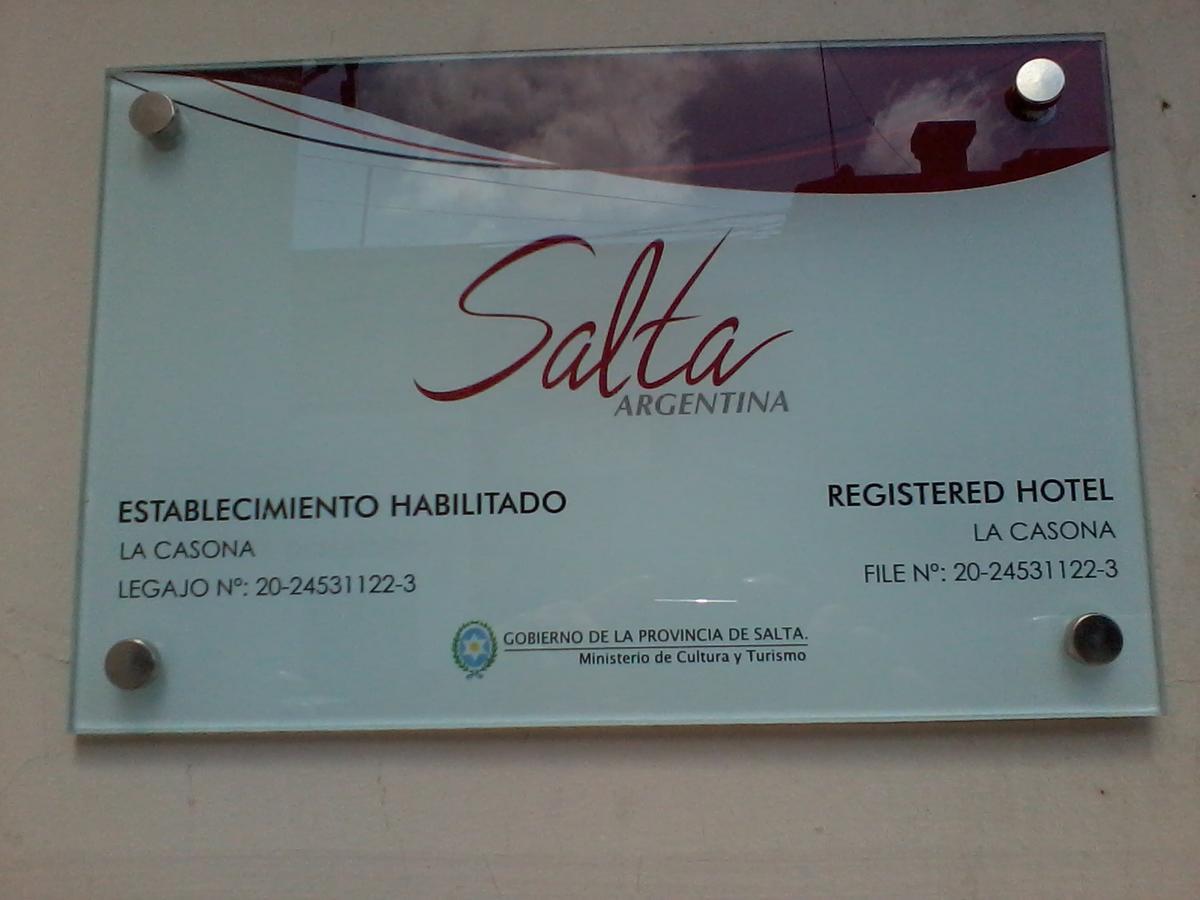 Salta
ARGENTINA
ESTABLECIMIENTO HABILITADO
LA CASONA
LEGAJO Nº: 20-24531122-3
REGISTERED HOTEL
LA CASONA
FILE Nº: 20-24531122-3
GOBIERNO DE LA PROVINCIA DE SALTA.
Ministerio de Cultura y Turismo